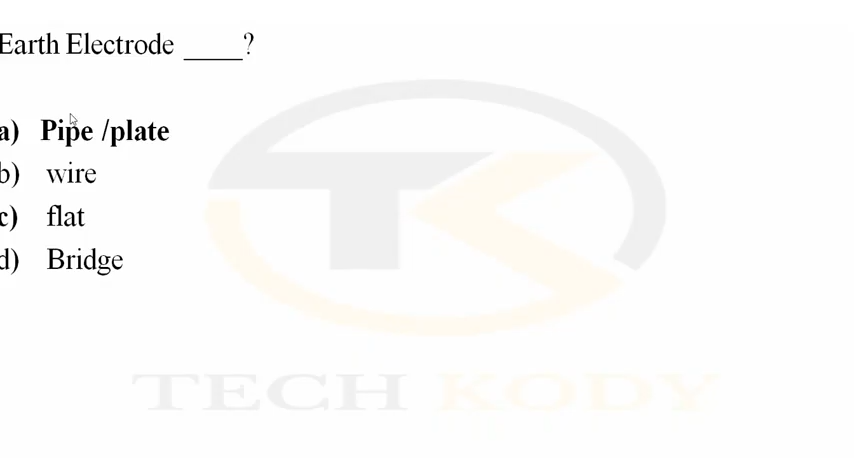 Earth Electrode ____?
a) Pipe /plate
b) wire
c) flat
d) Bridge
TECH KODY